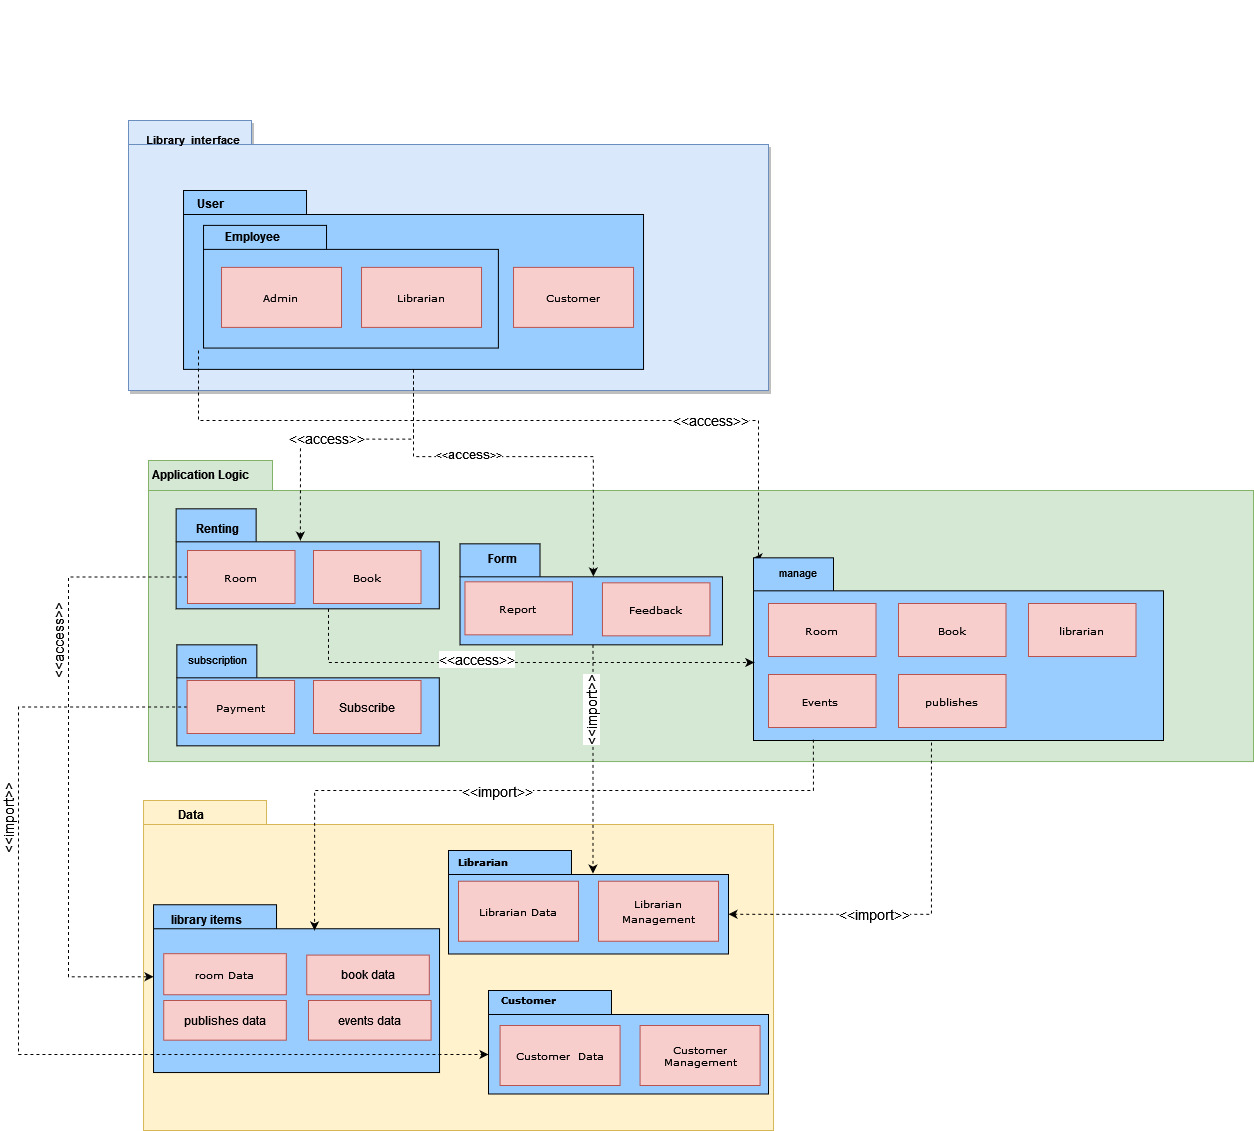 Library interface
User
Employee
Admin
Librarian
Customer
<<access>>
<<access>>
<<access>>
Application Logic
Renting
Room
Book
Form
Report
Feedback
manage
Room
Book
librarian
Events
publishes
<<access>>
<<access>>
subscription
Payment
Subscribe
<<import>>
<<import>>
<<import>>
<<import>>
Data
Librarian
Librarian Data
Librarian
Management
library items
room Data
book data
publishes data
events data
Customer
Customer Data
Customer
Management